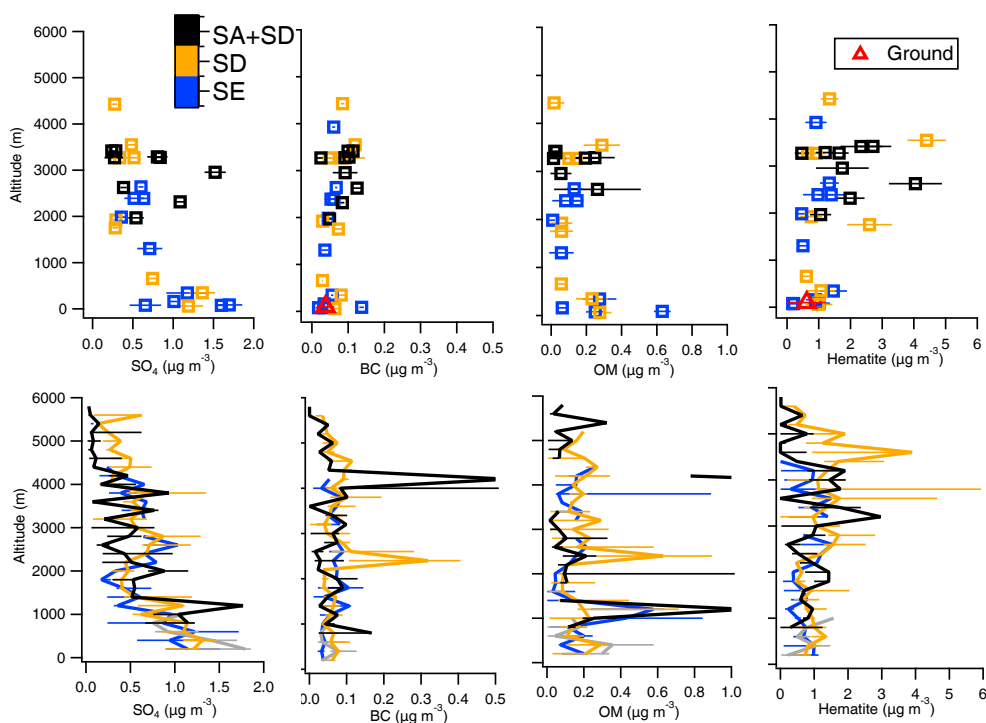 SA+SD
SD
SE
Ground
6000
5000
4000
3000
2000
1000
0
Altitude (m)
0.0 0.5 1.0 1.5 2.0
SO4 (µg m-3)
0.0 0.1 0.2 0.3 0.4 0.5
BC (µg m-3)
0.0 0.2 0.4 0.6 0.8 1.0
OM (µg m-3)
0 1 2 3 4 5 6
Hematite (µg m-3)
6000
5000
4000
3000
2000
1000
0
Altitude (m)
0.0 0.5 1.0 1.5 2.0
SO4 (µg m-3)
0.0 0.1 0.2 0.3 0.4 0.5
BC (µg m-3)
0.0 0.2 0.4 0.6 0.8 1.0
OM (µg m-3)
0 1 2 3 4 5 6
Hematite (µg m-3)